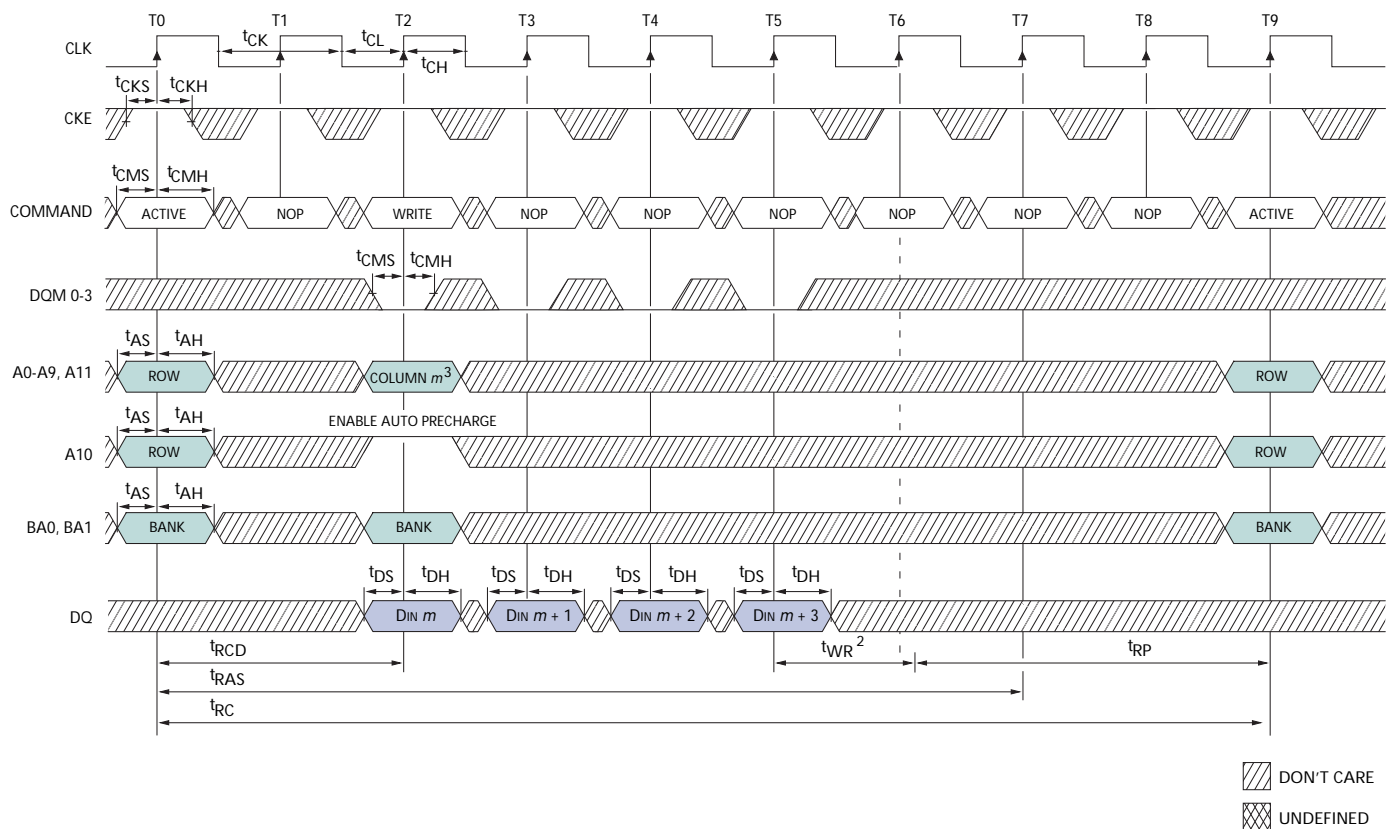 T0 T1 T2 T3 T4 T5 T6 T7 T8 T9
CLK
tCK tCL
tCH
tCKS tCKH
CKE
tCMS tCMH
COMMAND ACTIVE NOP WRITE NOP NOP NOP NOP NOP NOP ACTIVE
tCMS tCMH
DQM 0-3
tAS tAH
A0-A9, A11 ROW COLUMN m3 ROW
ENABLE AUTO PRECHARGE
tAS tAH
A10 ROW ROW
tAS tAH
BA0, BA1 BANK BANK BANK
tDS tDH tDS tDH tDS tDH tDS tDH
DQ DIN m DIN m + 1 DIN m + 2 DIN m + 3
tRCD tWR 2 tRP
tRAS
tRC
DON'T CARE
UNDEFINED